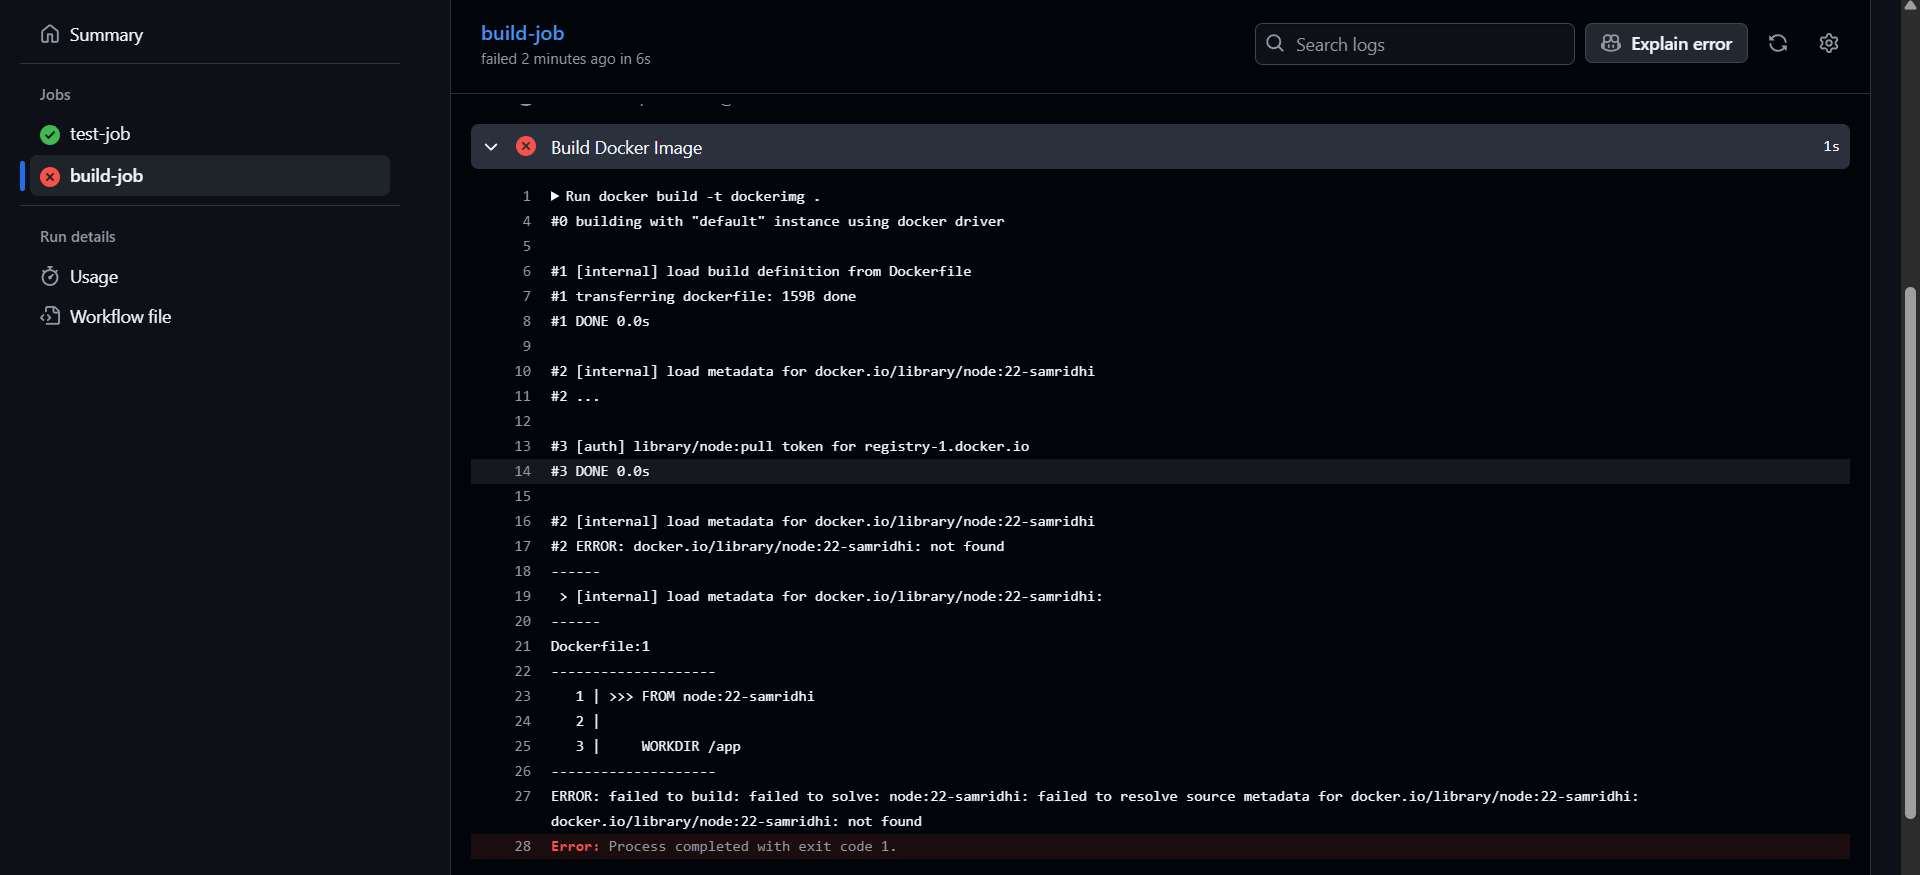 Summary
Jobs
test-job
build-job
Run details
Usage
Workflow file
build-job
failed 2 minutes ago in 6s
Search logs
Explain error
Build Docker Image
1s
1 Run docker build -t dockerimg .
4 #0 building with "default" instance using docker driver
5
6 #1 [internal] load build definition from Dockerfile
7 #1 transferring dockerfile: 159B done
8 #1 DONE 0.0s
9
10 #2 [internal] load metadata for docker.io/library/node:22-samridhi
11 #2 ...
12
13 #3 [auth] library/node:pull token for registry-1.docker.io
14 #3 DONE 0.0s
15
16 #2 [internal] load metadata for docker.io/library/node:22-samridhi
17 #2 ERROR: docker.io/library/node:22-samridhi: not found
18 ------
19 > [internal] load metadata for docker.io/library/node:22-samridhi:
20 ------
21 Dockerfile:1
22 --------------------
23 1 | >>> FROM node:22-samridhi
24 2 |
25 3 | WORKDIR /app
26 --------------------
27 ERROR: failed to build: failed to solve: node:22-samridhi: failed to resolve source metadata for docker.io/library/node:22-samridhi:
docker.io/library/node:22-samridhi: not found
28 Error: Process completed with exit code 1.